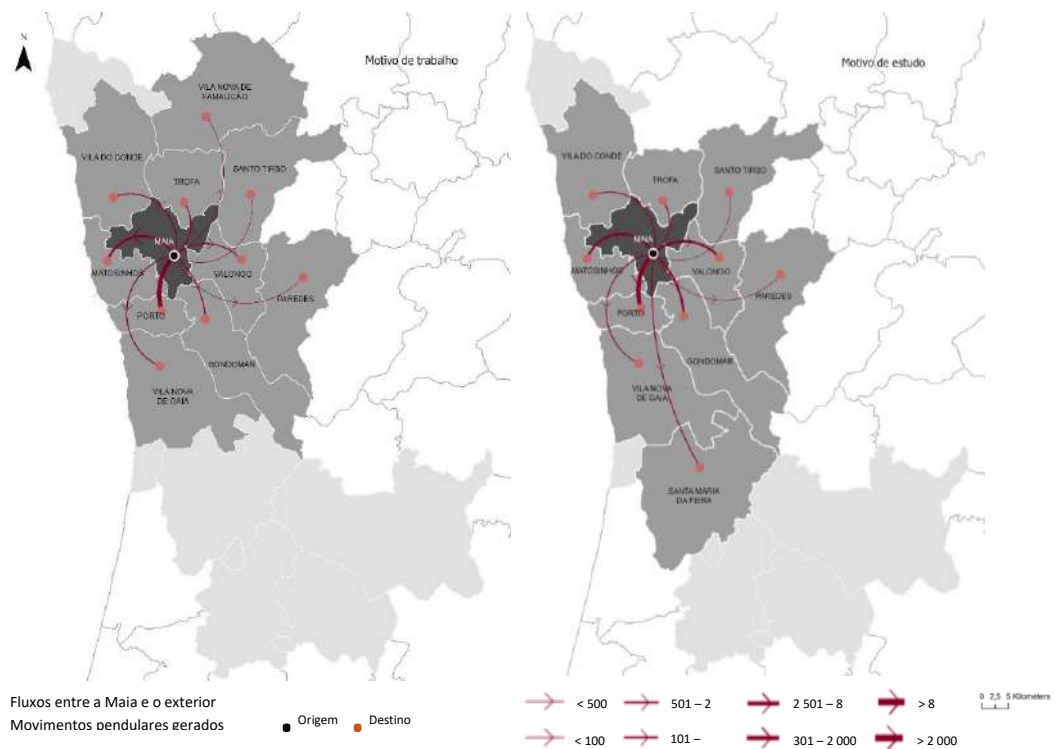 N
Motivo de trabalho
VILA NOVA DE
FAMALICÃO
VILA DO CONDE
TROFA
SANTO TIRSO
MAIA
MATOSINHOS
VALONGO
PAREDES
PORTO
GONDOMAR
VILA NOVA
DE GAIA
Motivo de estudo
VILA DO CONDE
TROFA
SANTO TIRSO
MAIA
MATOSINHOS
VALONGO
PAREDES
PORTO
GONDOMAR
VILA NOVA
DE GAIA
SANTA MARIA
DA FEIRA
Fluxos entre a Maia e o exterior
Movimentos pendulares gerados
Origem
Destino
< 500
501 – 2
2 501 – 8
> 8
< 100
101 –
301 – 2 000
> 2 000
0 2,5 5 Kilometers